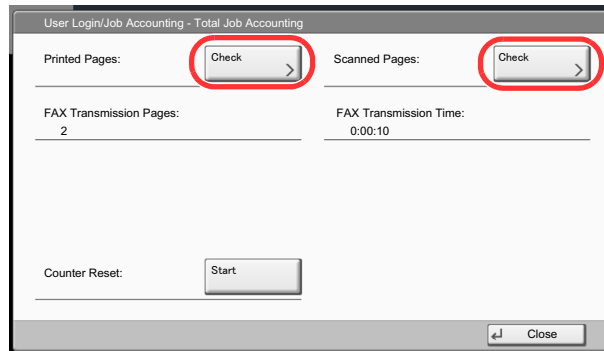 User Login/Job Accounting - Total Job Accounting
Printed Pages: Check Scanned Pages: Check
FAX Transmission Pages: FAX Transmission Time:
2 0:00:10
Counter Reset: Start
Close